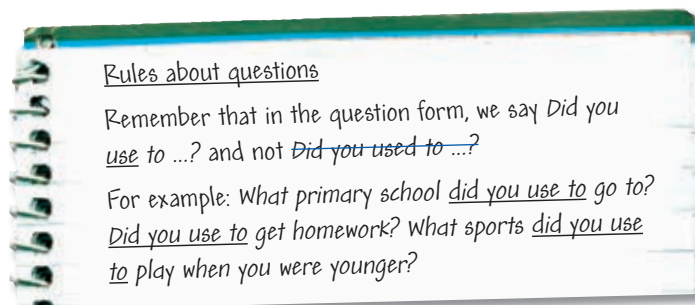 Rules about questions
Remember that in the question form, we say Did you
use to ...? and not Did you used to ...?
For example: What primary school did you use to go to?
Did you use to get homework? What sports did you use
to play when you were younger?